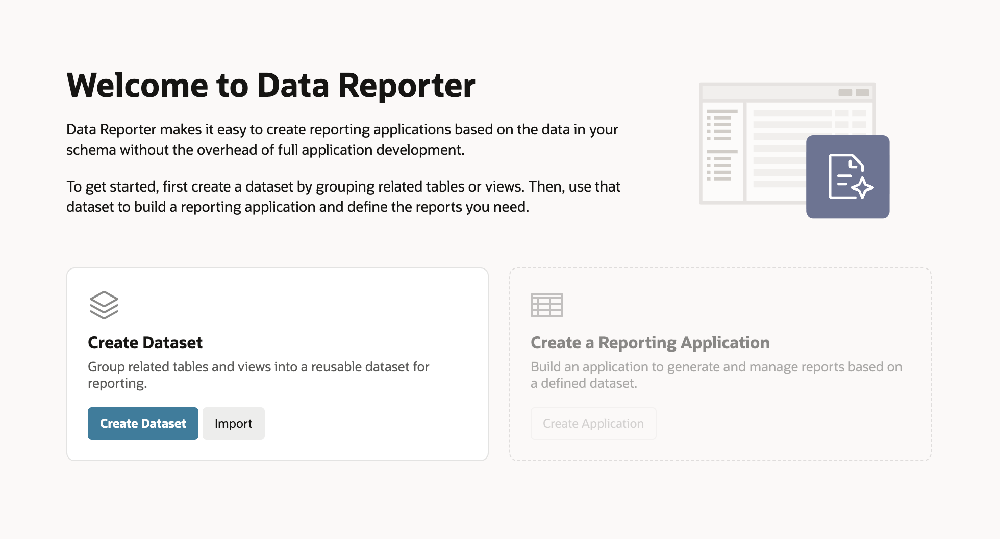 Welcome to Data Reporter
Data Reporter makes it easy to create reporting applications based on the data in your
schema without the overhead of full application development.
To get started, first create a dataset by grouping related tables or views. Then, use that
dataset to build a reporting application and define the reports you need.
Create Dataset
Group related tables and views into a reusable dataset for
reporting.
Create Dataset
Import
Create a Reporting Application
Build an application to generate and manage reports based on
a defined dataset.
Create Application